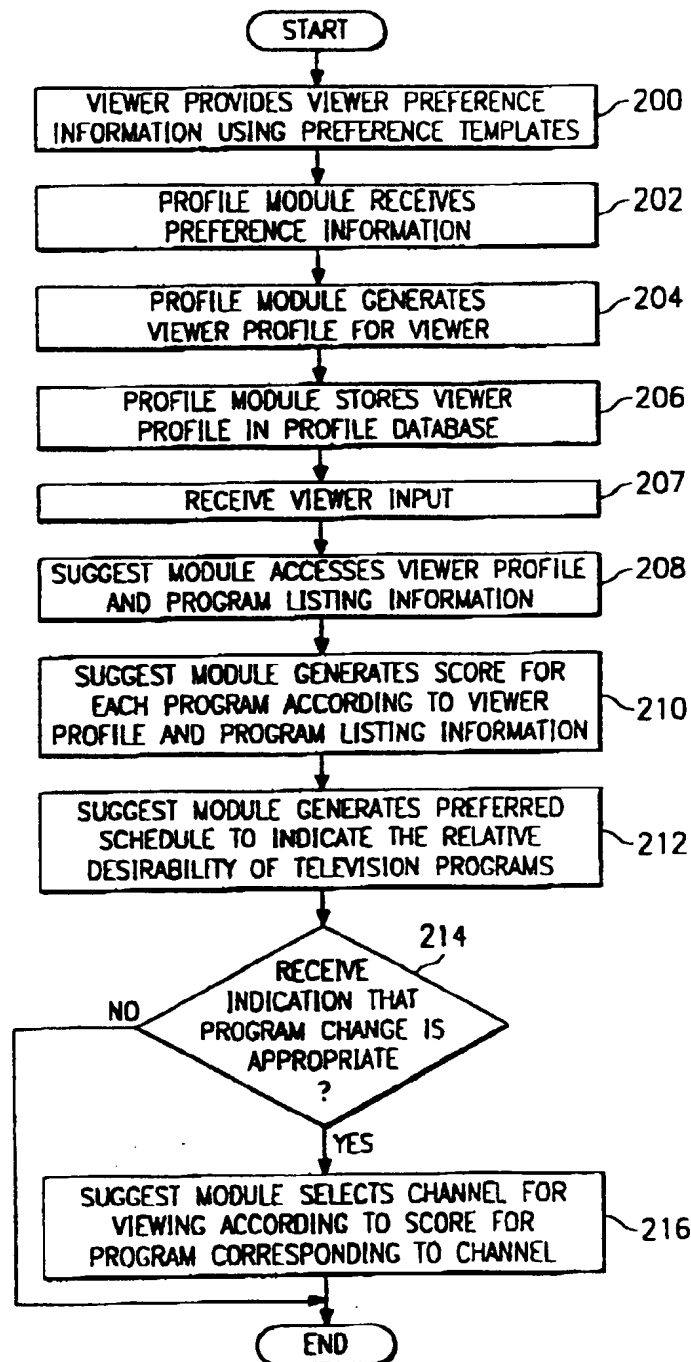 START
VIEWER PROVIDES VIEWER PREFERENCE
INFORMATION USING PREFERENCE TEMPLATES
200
PROFILE MODULE RECEIVES
PREFERENCE INFORMATION
202
PROFILE MODULE GENERATES
VIEWER PROFILE FOR VIEWER
204
PROFILE MODULE STORES VIEWER
PROFILE IN PROFILE DATABASE
206
RECEIVE VIEWER INPUT
207
SUGGEST MODULE ACCESSES VIEWER PROFILE
AND PROGRAM LISTING INFORMATION
208
SUGGEST MODULE GENERATES SCORE FOR
EACH PROGRAM ACCORDING TO VIEWER
PROFILE AND PROGRAM LISTING INFORMATION
210
SUGGEST MODULE GENERATES PREFERRED
SCHEDULE TO INDICATE THE RELATIVE
DESIRABILITY OF TELEVISION PROGRAMS
212
214
RECEIVE
INDICATION THAT
PROGRAM CHANGE IS
APPROPRIATE
?
NO
YES
SUGGEST MODULE SELECTS CHANNEL FOR
VIEWING ACCORDING TO SCORE FOR
PROGRAM CORRESPONDING TO CHANNEL
216
END